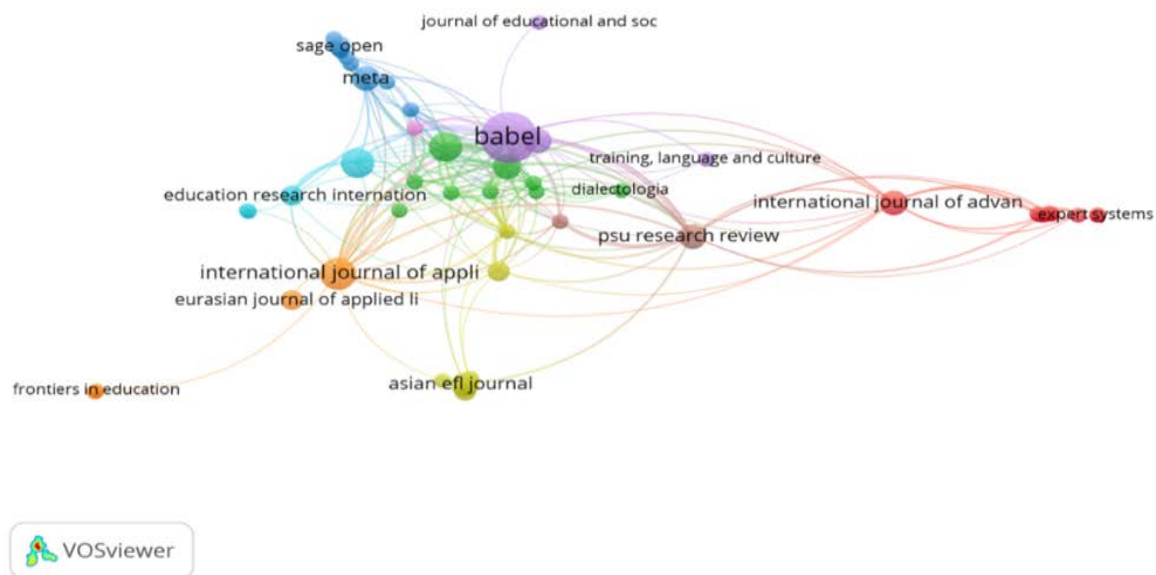 journal of educational and soc
sage open
meta
babel
training, language and culture
education research internation
dialectologia
international journal of advan
expert systems
psu research review
international journal of appli
eurasian journal of applied li
asian efl journal
frontiers in education
VOSviewer